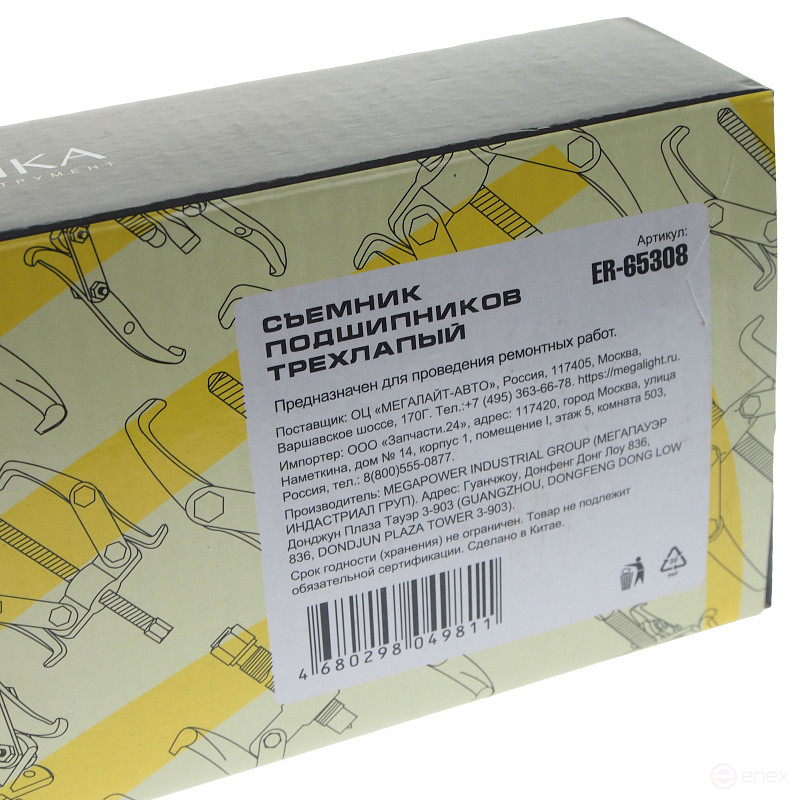 Артикул:
ER-65308
СЪЕМНИК
ПОДШИПНИКОВ
ТРЕХЛАПЫЙ
Предназначен для проведения ремонтных работ.
Поставщик: ОЦ «МЕГАЛАЙТ-АВТО», Россия, 117405, Москва,
Варшавское шоссе, 170Г. Тел.:+7 (495) 363-66-78. https://megalight.ru.
Импортер: ООО «Запчасти.24», адрес: 117420, город Москва, улица
Наметкина, дом № 14, корпус 1, помещение I, этаж 5, комната 503,
Россия, тел.: 8(800)555-0877.
Производитель: MEGAPOWER INDUSTRIAL GROUP (МЕГАПАУЭР
ИНДАСТРИАЛ ГРУП). Адрес: Гуанчжоу, Донфенг Донг Лоу 836,
Донджун Плаза Тауэр 3-903 (GUANGZHOU, DONGFENG DONG LOW
836, DONDJUN PLAZA TOWER 3-903).
Срок годности (хранения) не ограничен. Товар не подлежит
обязательной сертификации. Сделано в Китае.
4 680298 049811
enex